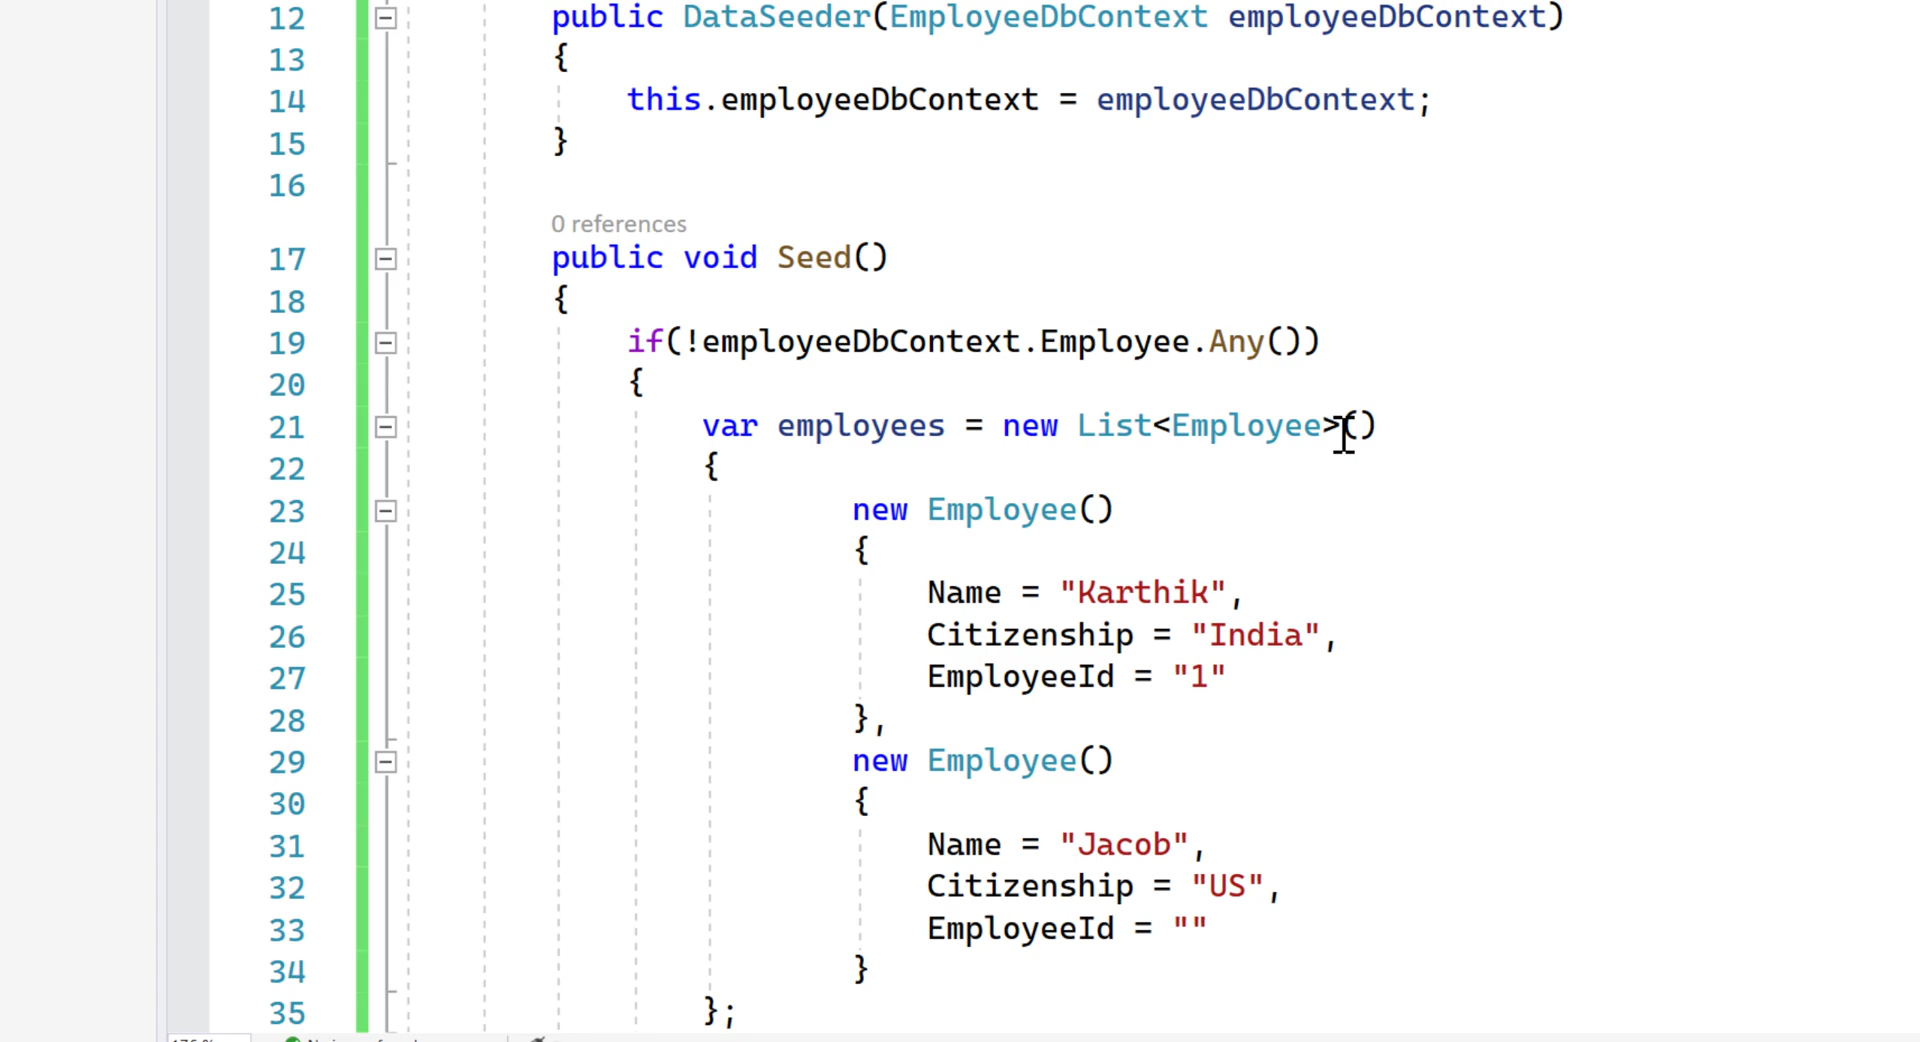 12 public DataSeeder(EmployeeDbContext employeeDbContext)
13 {
14 this.employeeDbContext = employeeDbContext;
15 }
16
0 references
17 public void Seed()
18 {
19 if(!employeeDbContext.Employee.Any())
20 {
21 var employees = new List<Employee>()
22 {
23 new Employee()
24 {
25 Name = "Karthik",
26 Citizenship = "India",
27 EmployeeId = "1"
28 },
29 new Employee()
30 {
31 Name = "Jacob",
32 Citizenship = "US",
33 EmployeeId = ""
34 }
35 };